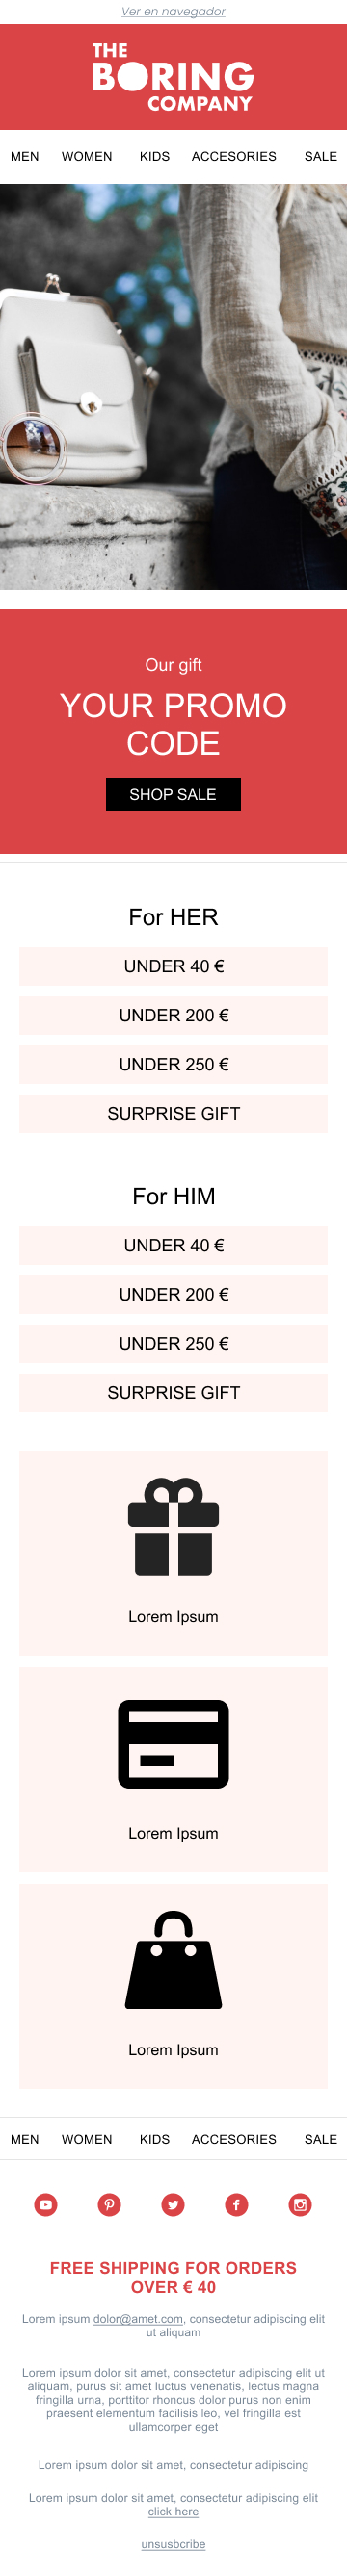 Ver en navegador
THE
BORING
COMPANY
MEN WOMEN KIDS ACCESORIES SALE
Our gift
YOUR PROMO
CODE
SHOP SALE
For HER
UNDER 40 €
UNDER 200 €
UNDER 250 €
SURPRISE GIFT
For HIM
UNDER 40 €
UNDER 200 €
UNDER 250 €
SURPRISE GIFT
Lorem Ipsum
Lorem Ipsum
Lorem Ipsum
MEN WOMEN KIDS ACCESORIES SALE
FREE SHIPPING FOR ORDERS
OVER € 40
Lorem ipsum dolor@amet.com, consectetur adipiscing elit
ut aliquam
Lorem ipsum dolor sit amet, consectetur adipiscing elit ut
aliquam, purus sit amet luctus venenatis, lectus magna
fringilla urna, porttitor rhoncus dolor purus non enim
praesent elementum facilisis leo, vel fringilla est
ullamcorper eget
Lorem ipsum dolor sit amet, consectetur adipiscing
Lorem ipsum dolor sit amet, consectetur adipiscing elit
click here
unsusbcribe